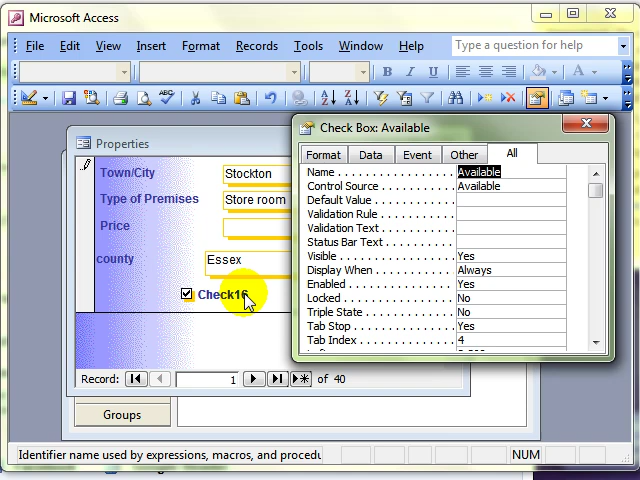 Microsoft Access
File Edit View Insert Format Records Tools Window Help Type a question for help
B I U A
ABC A Z Z A
Check Box: Available
Format Data Event Other All
Name Available
Control Source Available
Default Value
Validation Rule
Validation Text
Status Bar Text
Visible Yes
Display When Always
Enabled Yes
Locked No
Triple State No
Tab Stop Yes
Tab Index 4
Properties
Town/City Stockton
Type of Premises Store room
Price
county Essex
Check16
Record: 1 of 40
Groups
Identifier name used by expressions, macros, and procedu NUM